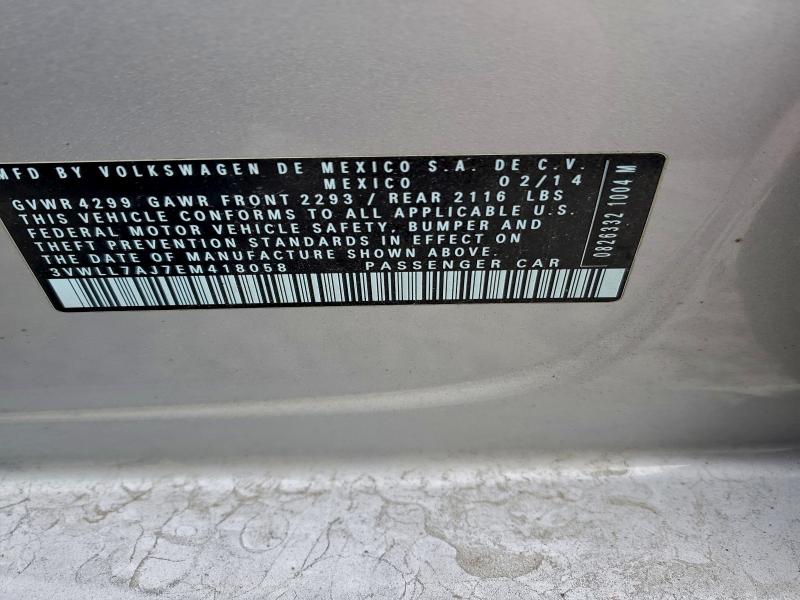 MFD BY VOLKSWAGEN DE MEXICO S.A. DE C.V.
MEXICO 02/14
GVWR 4299 GAWR FRONT 2293 / REAR 2116 LBS
THIS VEHICLE CONFORMS TO ALL APPLICABLE U.S.
FEDERAL MOTOR VEHICLE SAFETY, BUMPER AND
THEFT PREVENTION STANDARDS IN EFFECT ON
THE DATE OF MANUFACTURE SHOWN ABOVE.
3VWLL7AJ7EM418058 PASSENGER CAR
0826332 1004 M